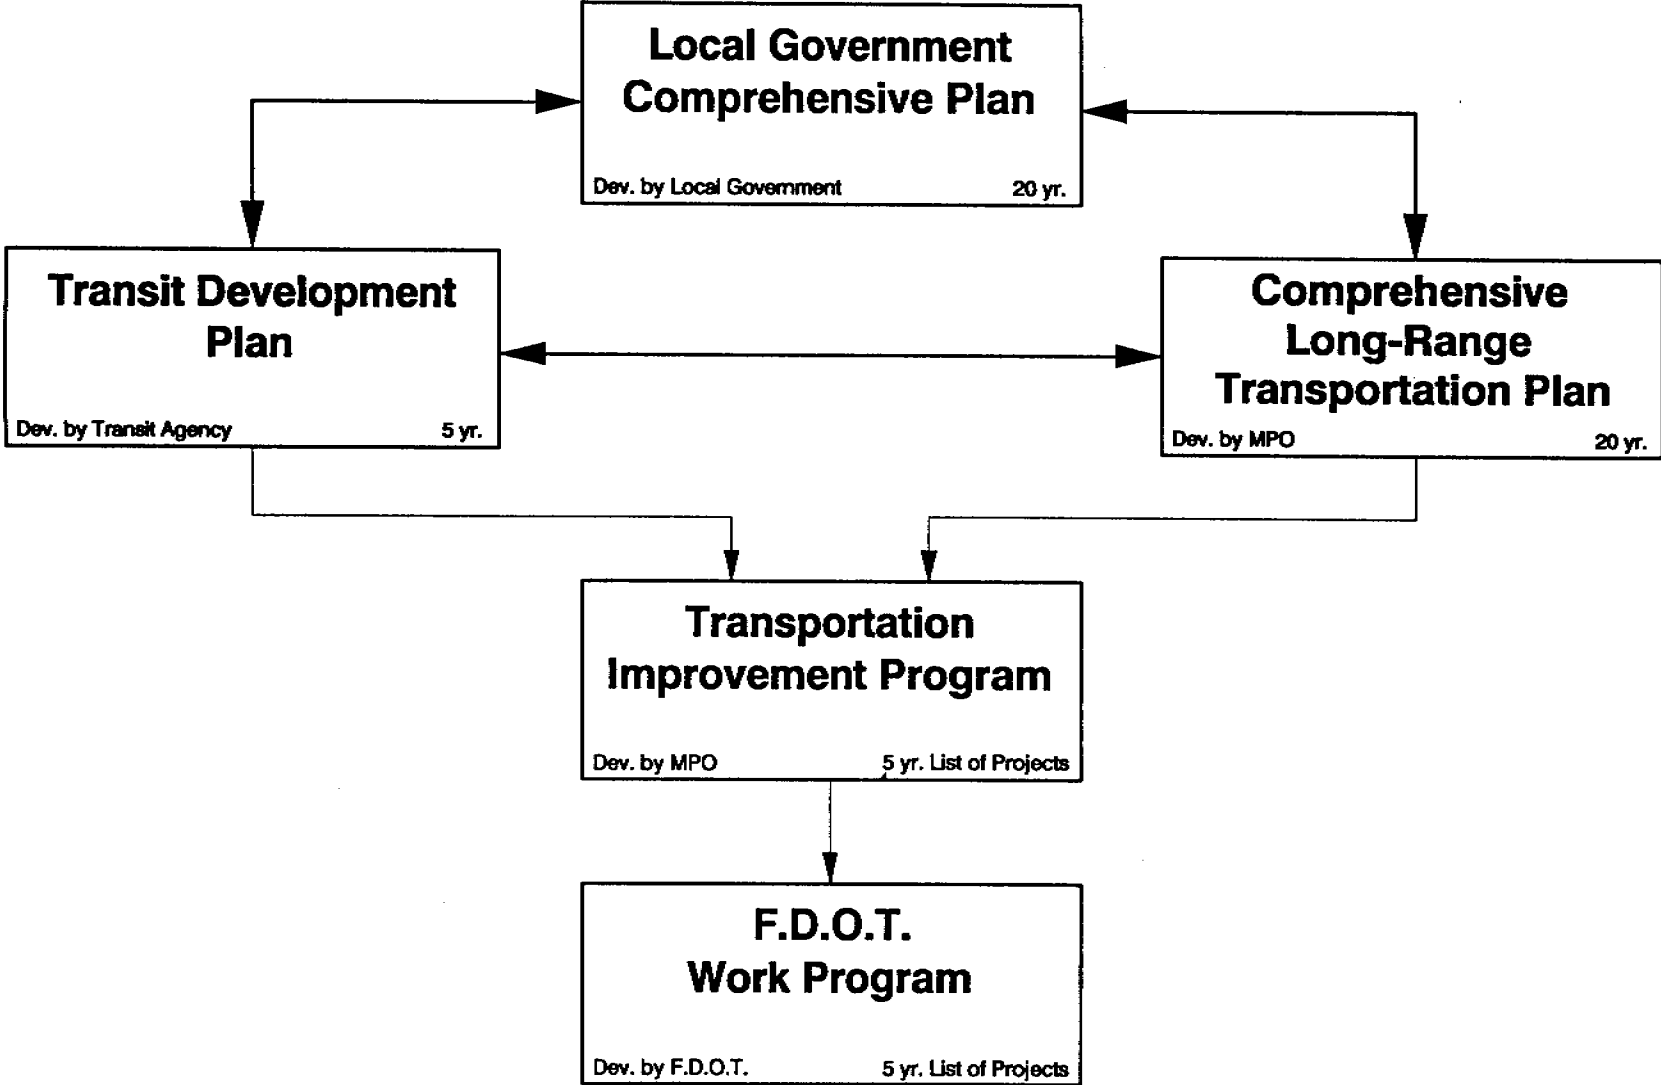 Local Government
Comprehensive Plan
Dev. by Local Government 20 yr.
Transit Development
Plan
Dev. by Transit Agency 5 yr.
Comprehensive
Long-Range
Transportation Plan
Dev. by MPO 20 yr.
Transportation
Improvement Program
Dev. by MPO 5 yr. List of Projects
F.D.O.T.
Work Program
Dev. by F.D.O.T. 5 yr. List of Projects